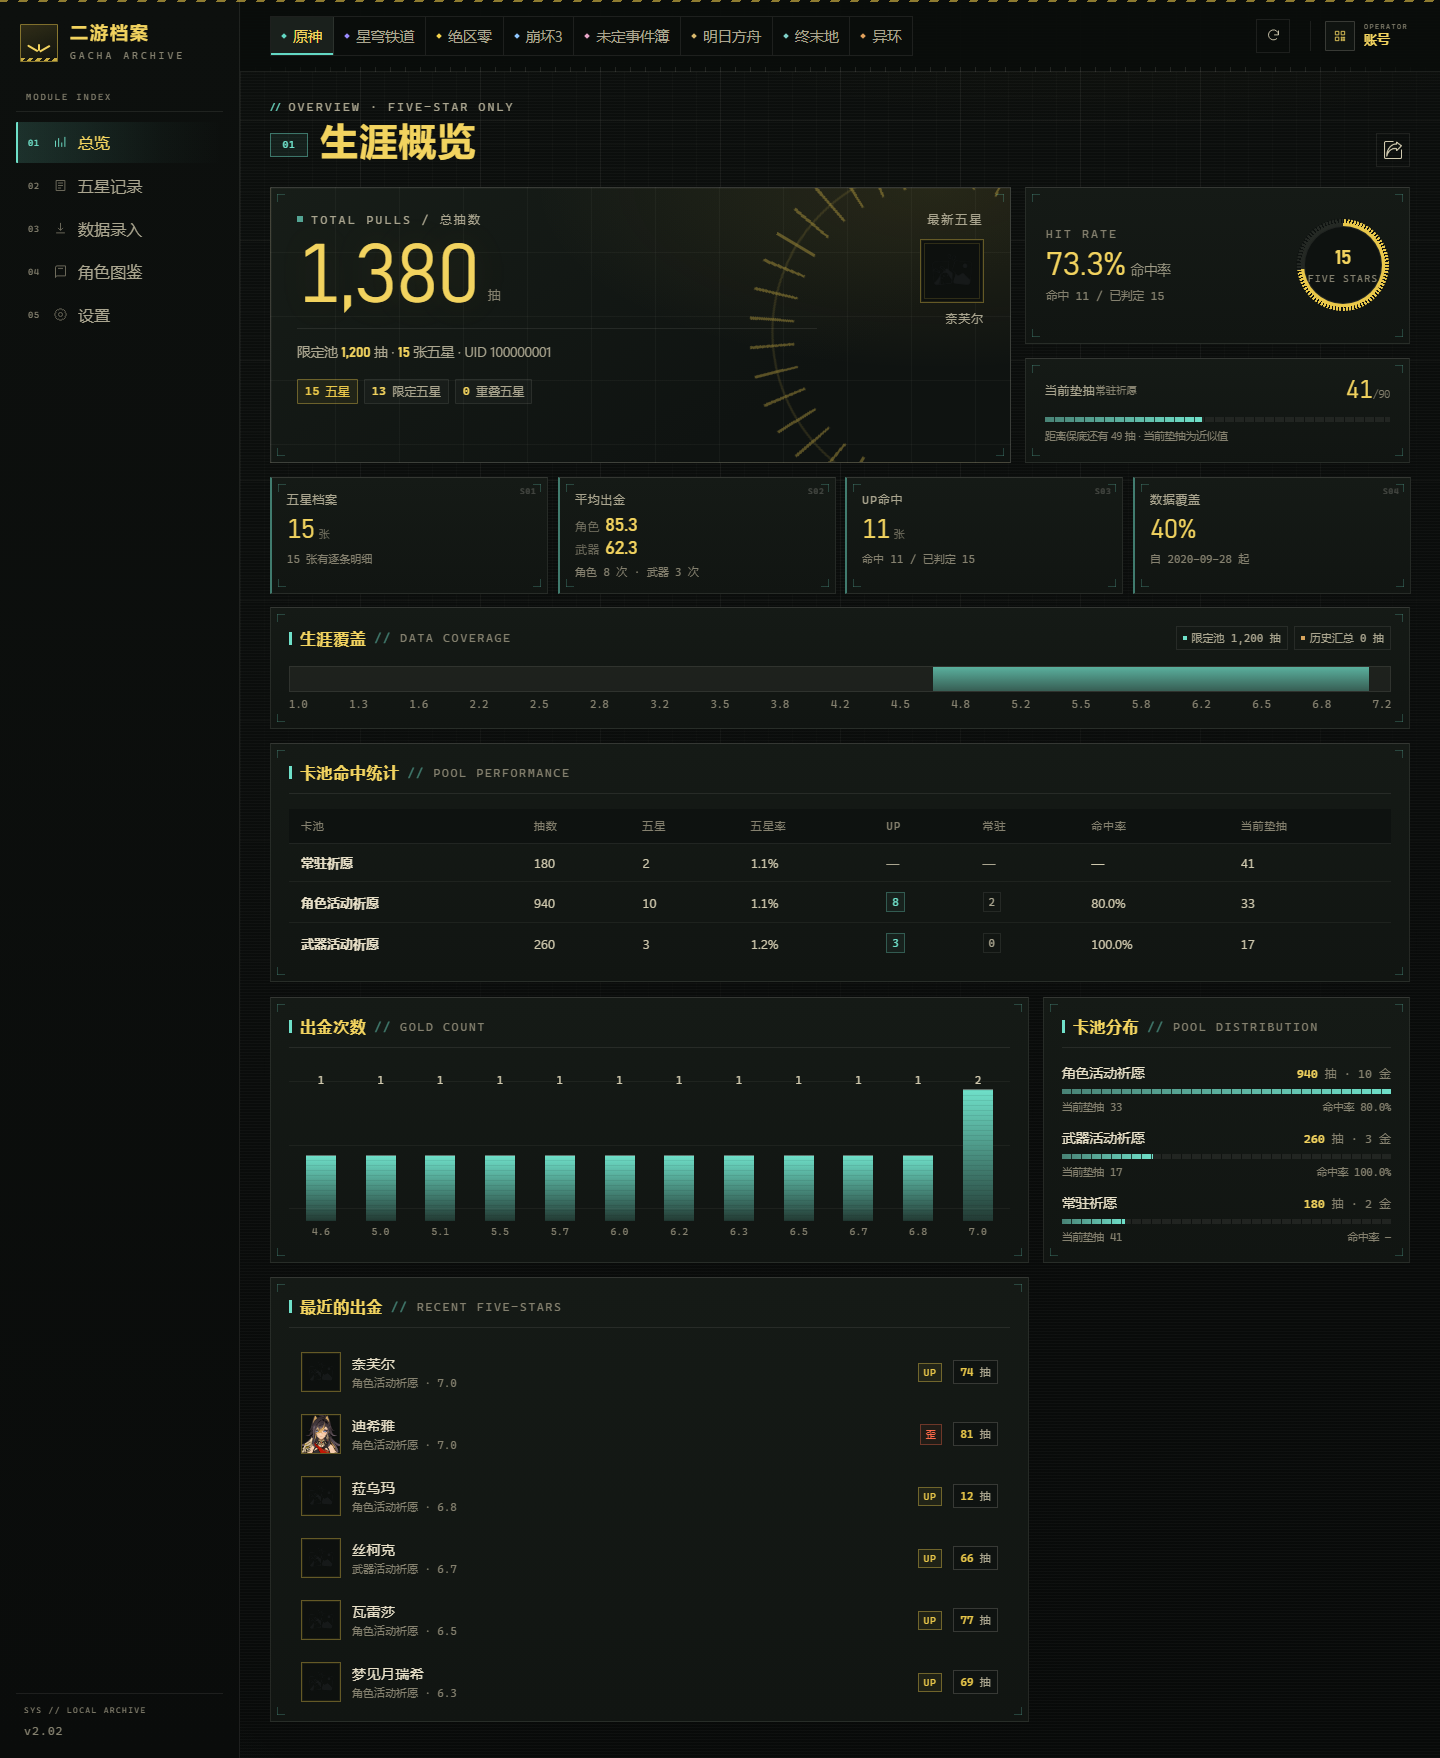 二游档案
GACHA ARCHIVE
MODULE INDEX
01 总览
02 五星记录
03 数据录入
04 角色图鉴
05 设置
SYS // LOCAL ARCHIVE
v2.02
原神 星穹铁道 绝区零 崩坏3 未定事件簿 明日方舟 终末地 异环
OPERATOR
账号
// OVERVIEW · FIVE-STAR ONLY
01 生涯概览
TOTAL PULLS / 总抽数
1,380 抽
限定池 1,200 抽 · 15 张五星 · UID 100000001
15 五星 13 限定五星 0 重叠五星
最新五星
奈芙尔
HIT RATE
73.3% 命中率
命中 11 / 已判定 15
15
FIVE STARS
当前垫抽常驻祈愿 41/90
距离保底还有 49 抽 · 当前垫抽为近似值
S01
五星档案
15 张
15 张有逐条明细
S02
平均出金
角色 85.3
武器 62.3
角色 8 次 · 武器 3 次
S03
UP命中
11 张
命中 11 / 已判定 15
S04
数据覆盖
40%
自 2020-09-28 起
生涯覆盖 // DATA COVERAGE
限定池 1,200 抽 历史汇总 0 抽
1.0 1.3 1.6 2.2 2.5 2.8 3.2 3.5 3.8 4.2 4.5 4.8 5.2 5.5 5.8 6.2 6.5 6.8 7.2
卡池命中统计 // POOL PERFORMANCE
卡池 抽数 五星 五星率 UP 常驻 命中率 当前垫抽
常驻祈愿 180 2 1.1% — — — 41
角色活动祈愿 940 10 1.1% 8 2 80.0% 33
武器活动祈愿 260 3 1.2% 3 0 100.0% 17
出金次数 // GOLD COUNT
1 1 1 1 1 1 1 1 1 1 1 2
4.6 5.0 5.1 5.5 5.7 6.0 6.2 6.3 6.5 6.7 6.8 7.0
卡池分布 // POOL DISTRIBUTION
角色活动祈愿 940 抽 · 10 金
当前垫抽 33 命中率 80.0%
武器活动祈愿 260 抽 · 3 金
当前垫抽 17 命中率 100.0%
常驻祈愿 180 抽 · 2 金
当前垫抽 41 命中率 —
最近的出金 // RECENT FIVE-STARS
奈芙尔
角色活动祈愿 · 7.0
UP 74 抽
迪希雅
角色活动祈愿 · 7.0
歪 81 抽
菈乌玛
角色活动祈愿 · 6.8
UP 12 抽
丝柯克
武器活动祈愿 · 6.7
UP 66 抽
瓦雷莎
角色活动祈愿 · 6.5
UP 77 抽
梦见月瑞希
角色活动祈愿 · 6.3
UP 69 抽